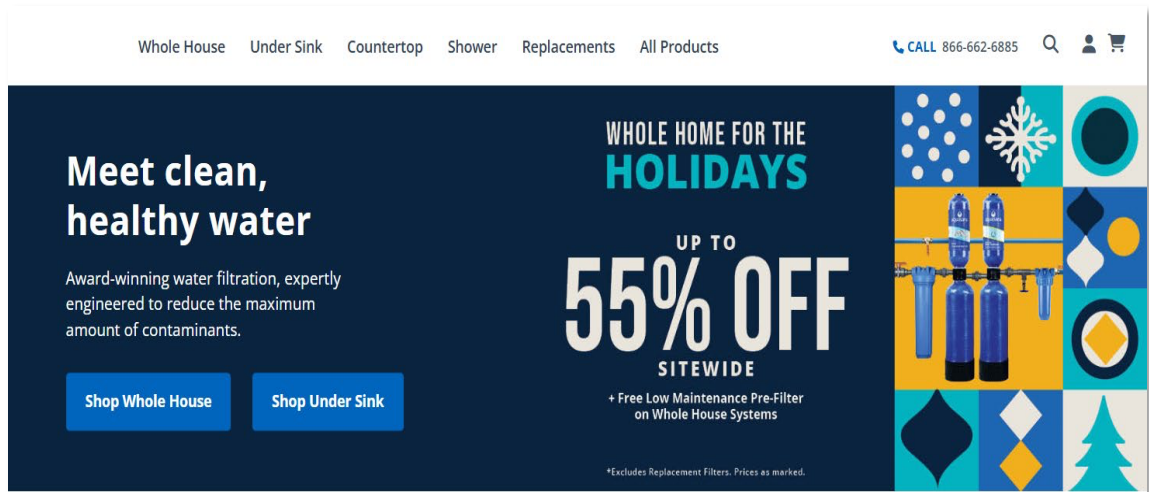 Whole House Under Sink Countertop Shower Replacements All Products CALL 866-662-6885
Meet clean,
healthy water
Award-winning water filtration, expertly
engineered to reduce the maximum
amount of contaminants.
Shop Whole House Shop Under Sink
WHOLE HOME FOR THE
HOLIDAYS
UP TO
55% OFF
SITEWIDE
+ Free Low Maintenance Pre-Filter
on Whole House Systems
*Excludes Replacement Filters. Prices as marked.